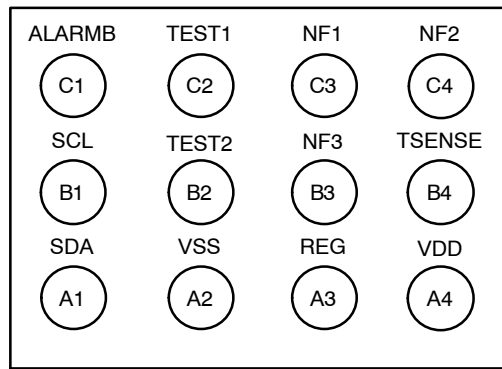 ALARMB TEST1 NF1 NF2
C1 C2 C3 C4
SCL TEST2 NF3 TSENSE
B1 B2 B3 B4
SDA VSS REG VDD
A1 A2 A3 A4